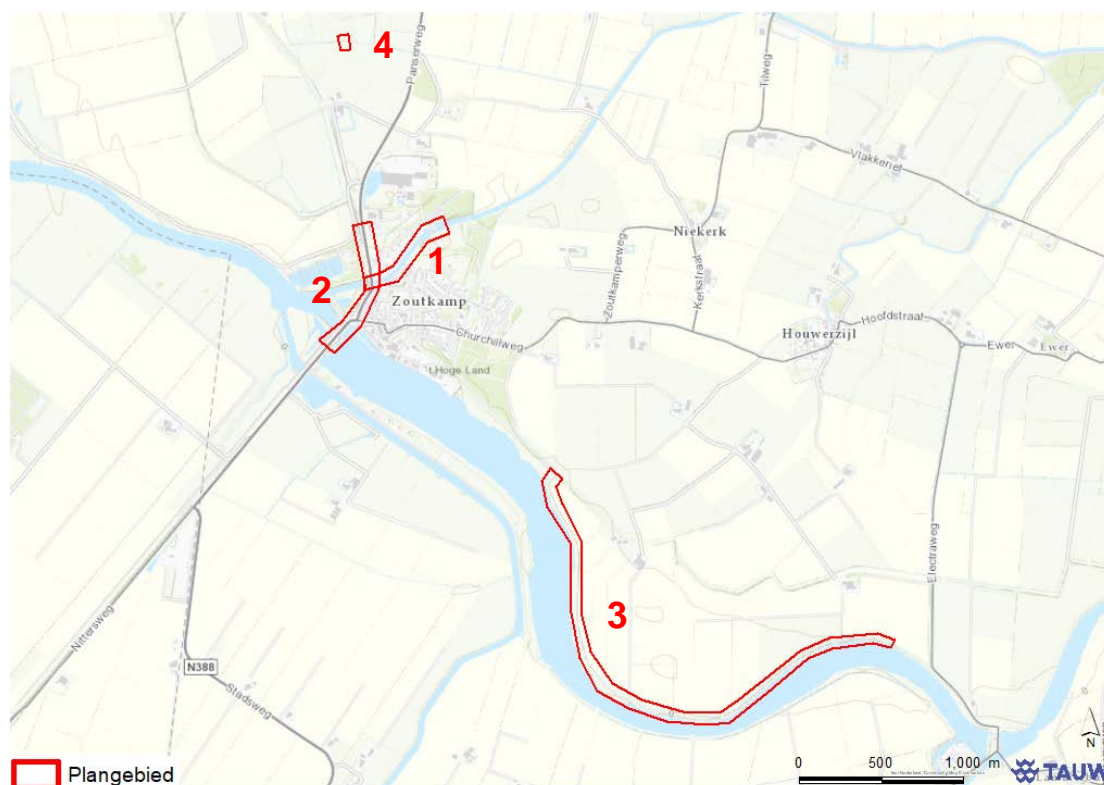 4
Panserweg
Tilweg
Vlakkeriet
Niekerk
1
2
Zoutkamp
Zoutkamperweg
Kerkstraat
Houwerzijl
Hoofdstraat
Ewer
Ewer
Churchillweg
't Hoge Land
Electraweg
3
Nittersweg
N388
Stadsweg
N
Plangebied
0 500 1,000 m
TAUW